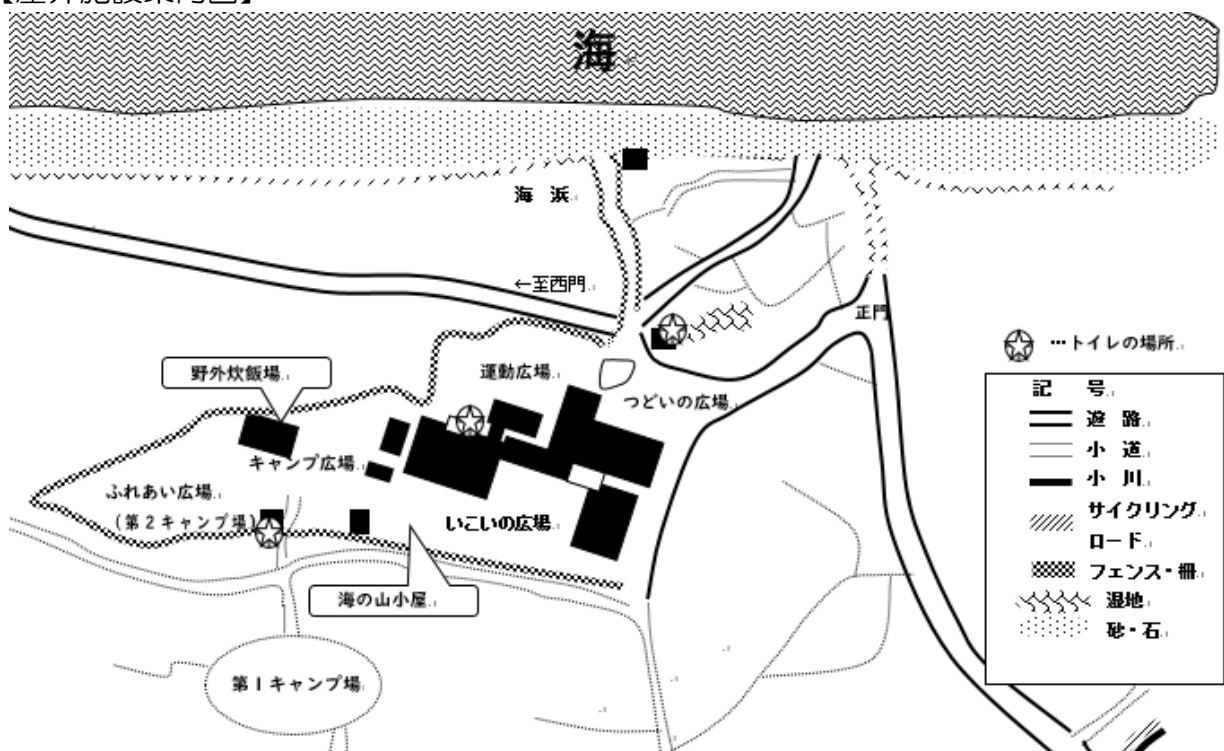 【屋外施設案内図】
海
海 浜
←至西門
正門
…トイレの場所
野外炊飯場
運動広場
つどいの広場
キャンプ広場
ふれあい広場
(第2キャンプ場)
いこいの広場
海の山小屋
第1キャンプ場
記 号
道 路
小 道
小 川
サイクリング
ロード
フェンス・柵
湿地
砂・石